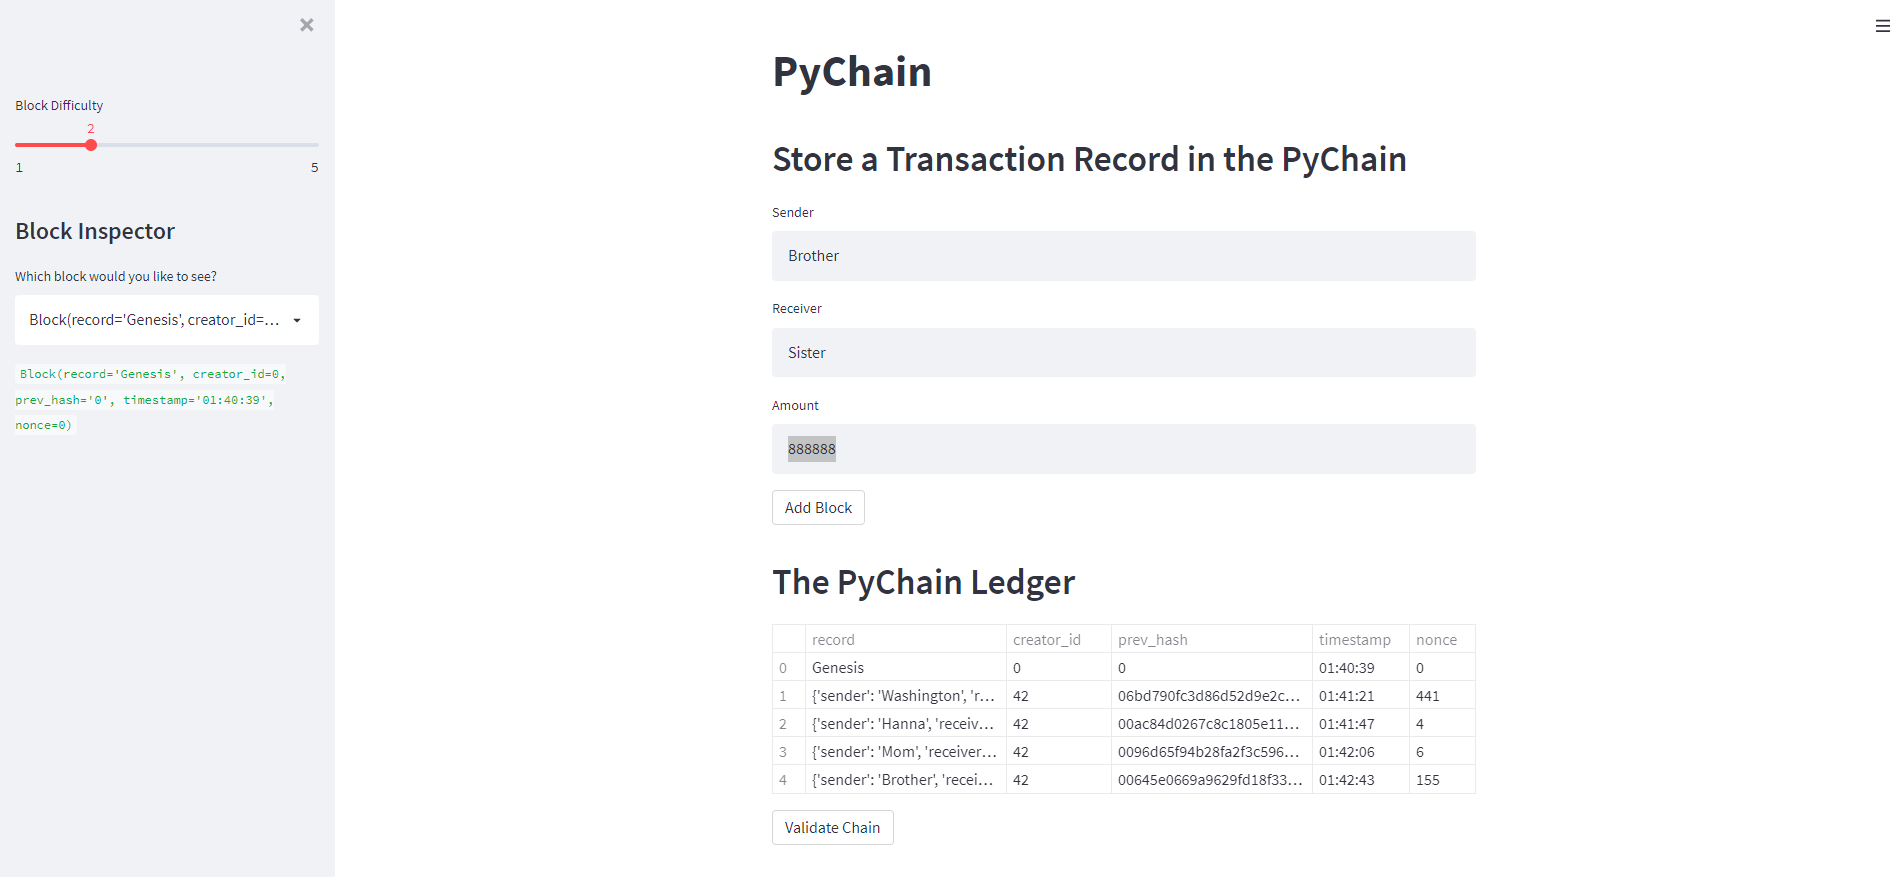 Block Difficulty
2
1 5
Block Inspector
Which block would you like to see?
Block(record='Genesis', creator_id=...
Block(record='Genesis', creator_id=0,
prev_hash='0', timestamp='01:40:39',
nonce=0)
PyChain
Store a Transaction Record in the PyChain
Sender
Brother
Receiver
Sister
Amount
888888
Add Block
The PyChain Ledger
record creator_id prev_hash timestamp nonce
0 Genesis 0 0 01:40:39 0
1 {'sender': 'Washington', 'r... 42 06bd790fc3d86d52d9e2c... 01:41:21 441
2 {'sender': 'Hanna', 'receiv... 42 00ac84d0267c8c1805e11... 01:41:47 4
3 {'sender': 'Mom', 'receiver... 42 0096d65f94b28fa2f3c596... 01:42:06 6
4 {'sender': 'Brother', 'recei... 42 00645e0669a9629fd18f33... 01:42:43 155
Validate Chain